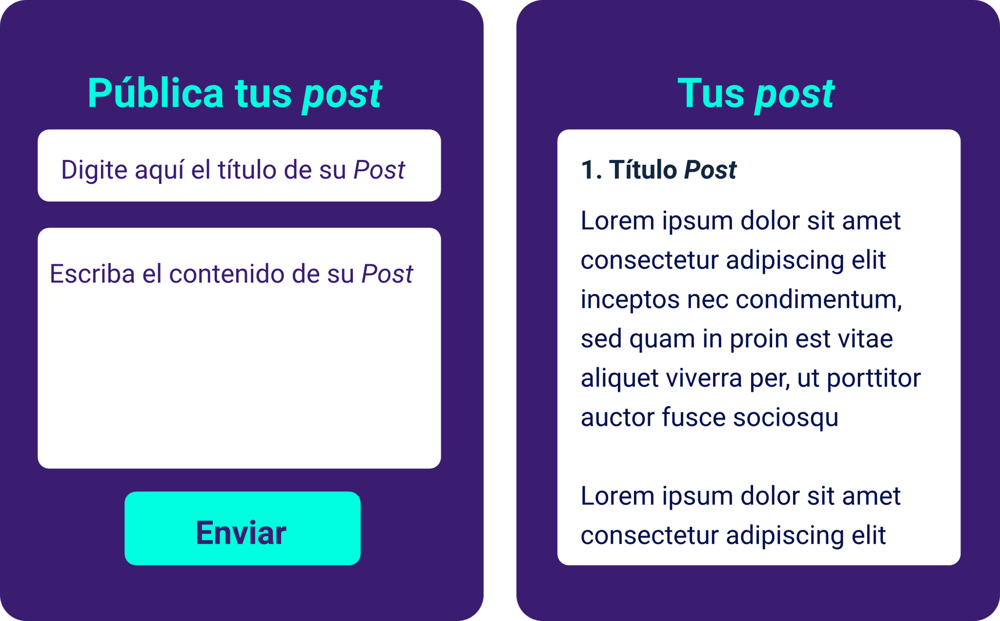 Pública tus post
Digite aquí el título de su Post
Escriba el contenido de su Post
Enviar
Tus post
1. Título Post
Lorem ipsum dolor sit amet
consectetur adipiscing elit
inceptos nec condimentum,
sed quam in proin est vitae
aliquet viverra per, ut porttitor
auctor fusce sociosqu
Lorem ipsum dolor sit amet
consectetur adipiscing elit